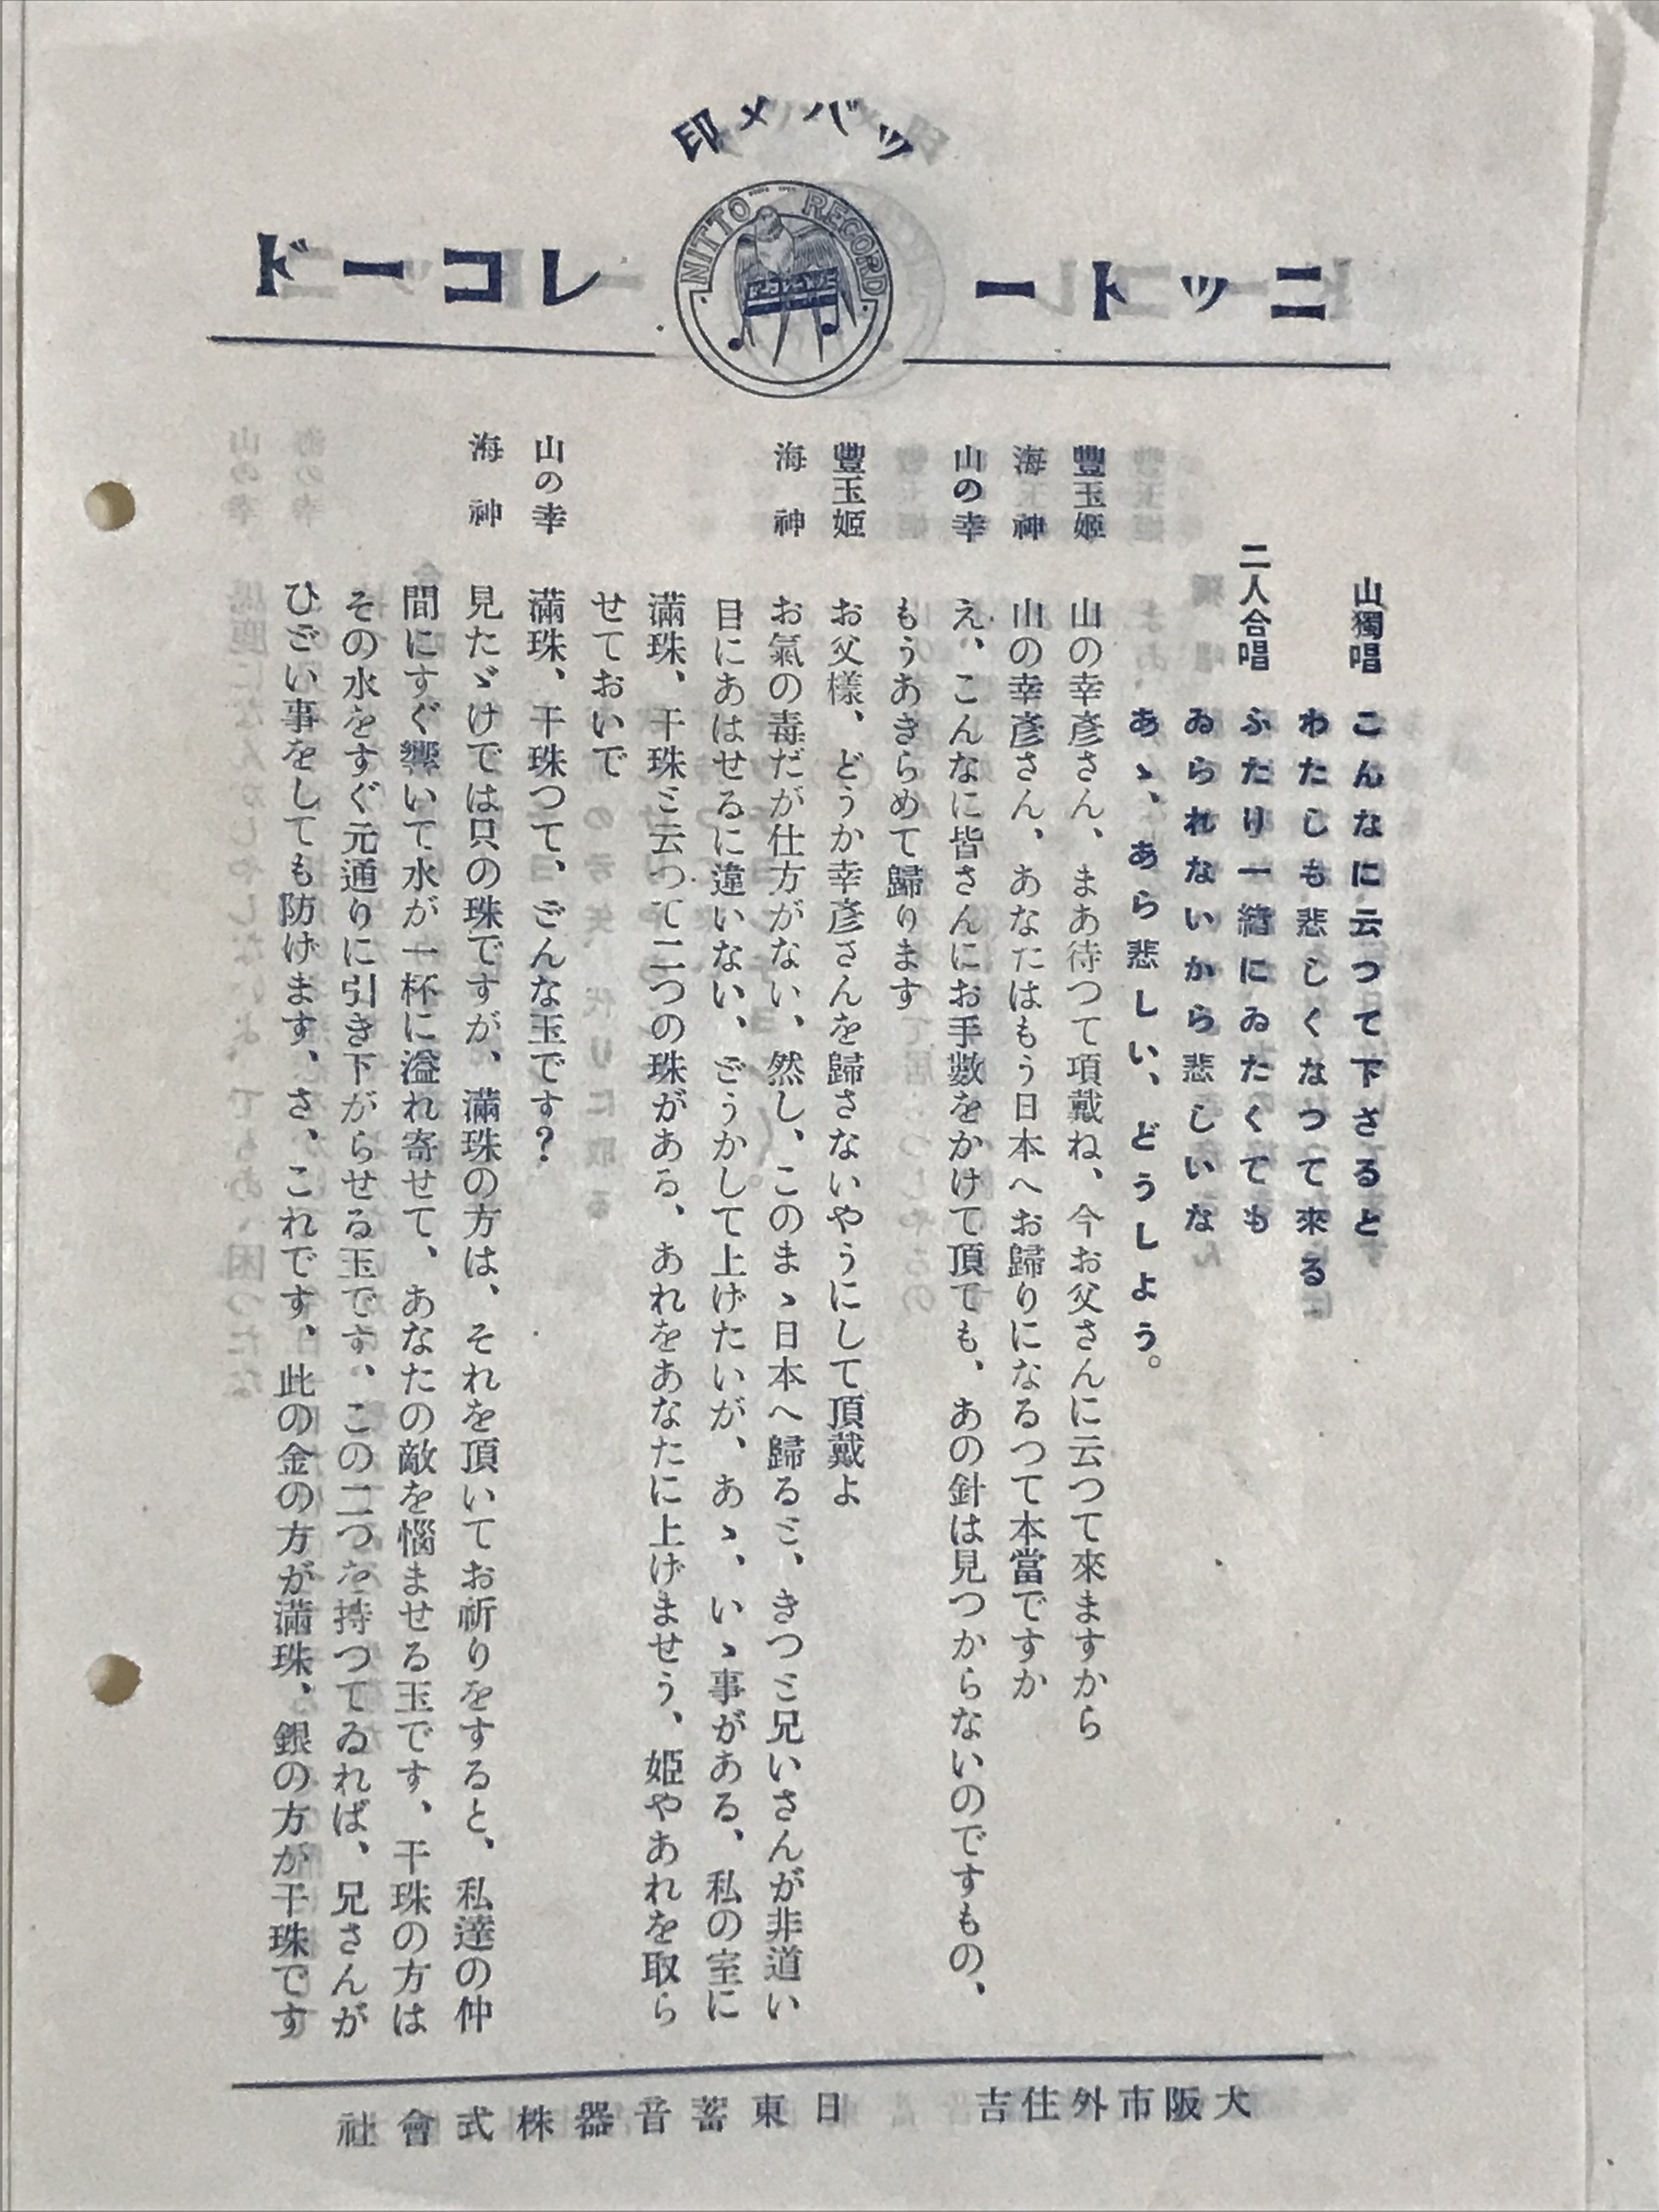 ツバメ印
ニットー レコード
NITTO RECORD
山獨唱 こんなに云つて下さると
わたしも悲しくなつて來る
二人合唱 ふたり一緒にゐたくても
ゐられないから悲しいな
あゝ、あら悲しい、どうしよう。
豐玉姬 山の幸彥さん、まあ待つて項戴ね、今お父さんに云つて來ますから
海神 山の幸彥さん、あなたはもう日本へお歸りになるつて本當ですか
山の幸 え、こんなに皆さんにお手數をかけて頂ても、あの針は見つからないのですもの、
もうあきらめて歸ります
豐玉姬 お父樣、どうか幸彥さんを歸さないやうにして頂戴よ
海神 お氣の毒だが仕方がない、然し、このまゝ日本へ歸るミ、きつミ兄いさんが非道い
目にあはせるに違いない、どうかして上げたいが、あゝ、いゝ事がある、私の室に
滿珠、干珠ミ云つて二つの珠がある、あれをあなたに上げませう、姬やあれを取ら
せておいで
山の幸 滿珠、干珠つて、どんな玉です?
海神 見たゞけでは只の珠ですが、滿珠の方は、それを頂いてお祈りをすると、私達の仲
間にすぐ響いて水が一杯に溢れ寄せて、あなたの敵を惱ませる玉です、干珠の方は
その水をすぐ元通りに引き下がらせる玉です、この二つを持つてゐれば、兄さんが
ひどい事をしても防げます、さ、これです、此の金の方が滿珠、銀の方が干珠です
大阪市外住吉 日東蓄音器株式會社